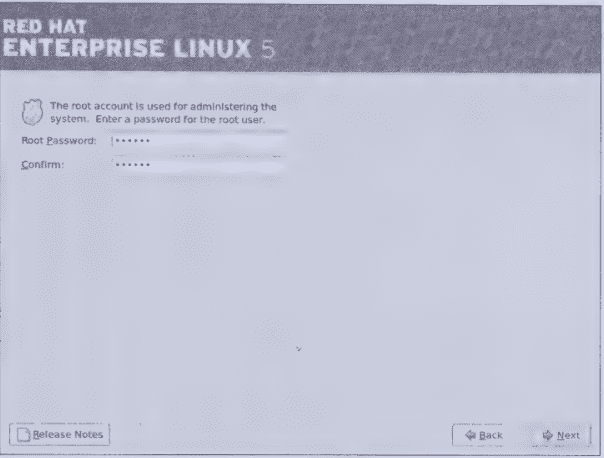 RED HAT
ENTERPRISE LINUX 5
The root account is used for administering the
system. Enter a password for the root user.
Root Password: ••••••
Confirm: ••••••
Release Notes
Back
Next